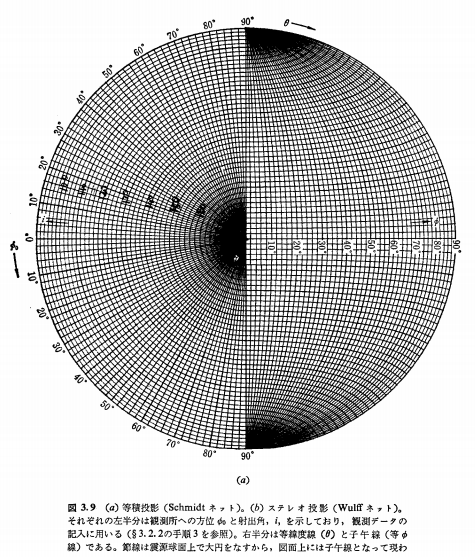 90°
θ →
80°
70°
60°
50°
40°
30°
20°
10°
0°
10°
20°
30°
40°
50°
60°
70°
80°
90°
10° 20° 30° 40° 50° 60° 70° 80° 90°
(a)
図 3.9 (a) 等積投影 (Schmidt ネット)。(b) ステレオ投影 (Wulff ネット)。
それぞれの左半分は観測所への方位 φ₀ と射出角, i, を示しており, 観測データの
記入に用いる (§3.2.2の手順3を参照)。右半分は等緯度線 (θ) と子午線 (等 φ
線) である。節線は震源球面上で大円をなすから, 図面上には子午線となって現わ